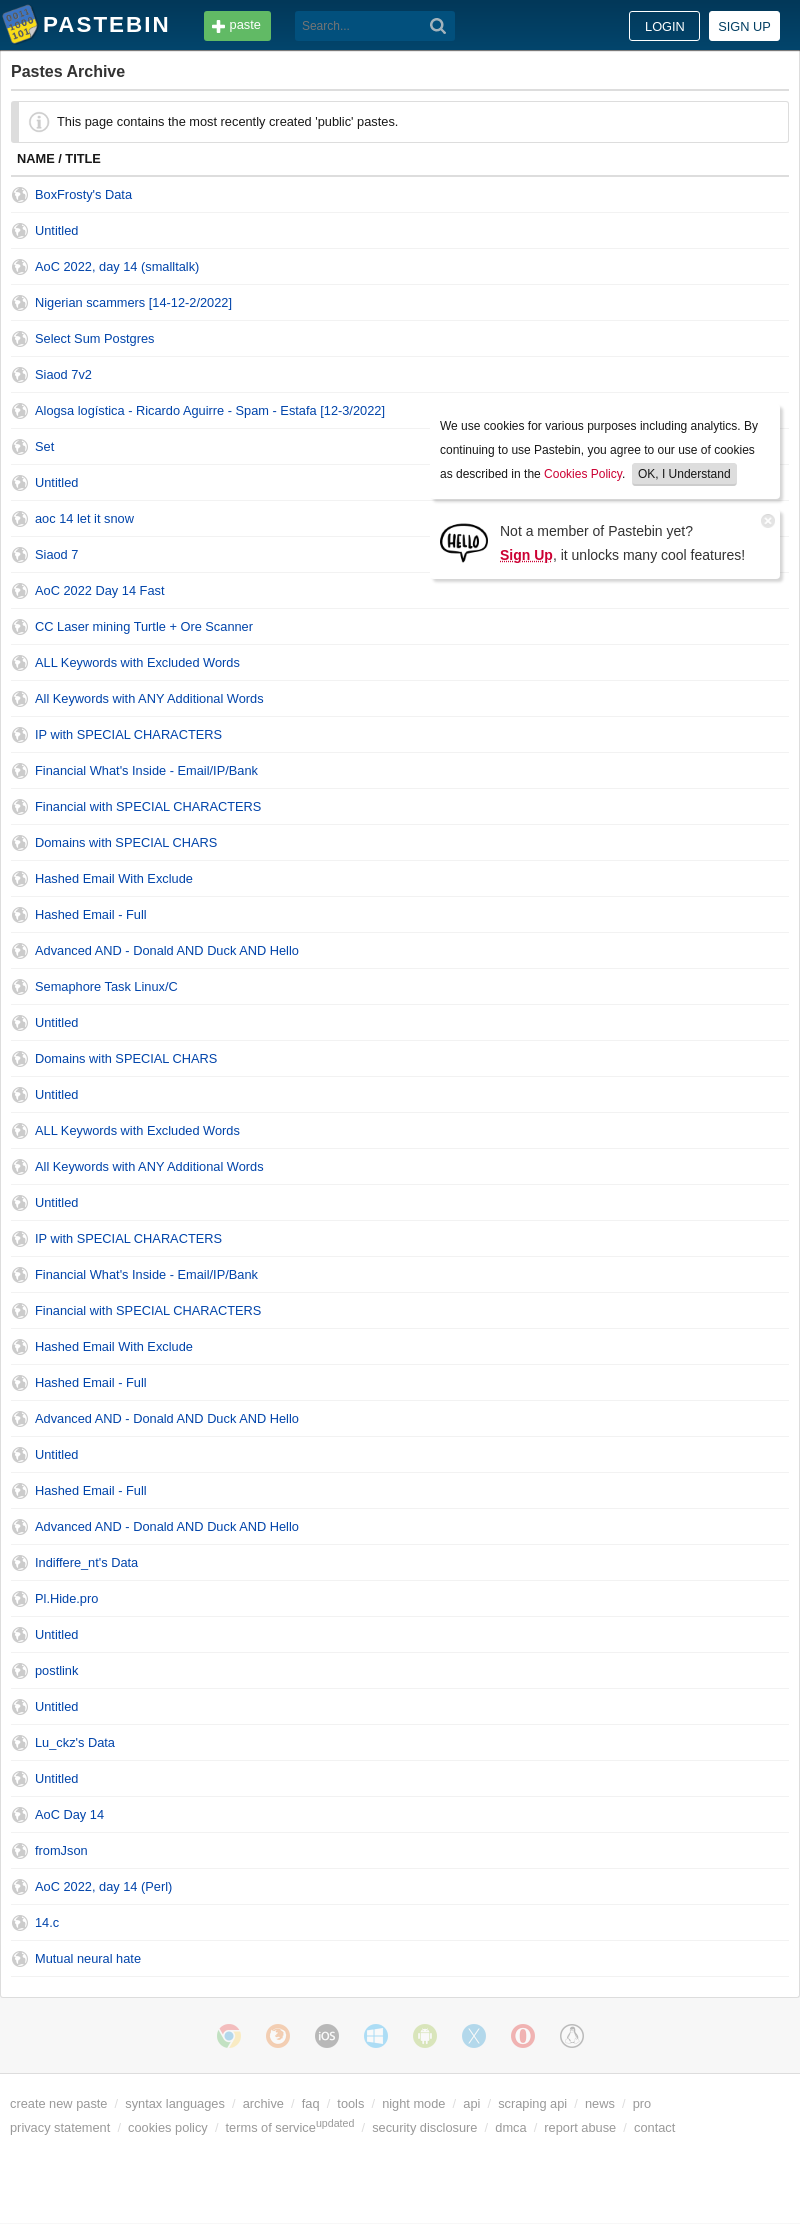 PASTEBIN paste Search... LOGIN SIGN UP
Pastes Archive
This page contains the most recently created 'public' pastes.
NAME / TITLE
BoxFrosty's Data
Untitled
AoC 2022, day 14 (smalltalk)
Nigerian scammers [14-12-2/2022]
Select Sum Postgres
Siaod 7v2
Alogsa logística - Ricardo Aguirre - Spam - Estafa [12-3/2022]
Set
Untitled
aoc 14 let it snow
Siaod 7
We use cookies for various purposes including analytics. By
continuing to use Pastebin, you agree to our use of cookies
as described in the Cookies Policy. OK, I Understand
HELLO
Not a member of Pastebin yet?
Sign Up, it unlocks many cool features!
AoC 2022 Day 14 Fast
CC Laser mining Turtle + Ore Scanner
ALL Keywords with Excluded Words
All Keywords with ANY Additional Words
IP with SPECIAL CHARACTERS
Financial What's Inside - Email/IP/Bank
Financial with SPECIAL CHARACTERS
Domains with SPECIAL CHARS
Hashed Email With Exclude
Hashed Email - Full
Advanced AND - Donald AND Duck AND Hello
Semaphore Task Linux/C
Untitled
Domains with SPECIAL CHARS
Untitled
ALL Keywords with Excluded Words
All Keywords with ANY Additional Words
Untitled
IP with SPECIAL CHARACTERS
Financial What's Inside - Email/IP/Bank
Financial with SPECIAL CHARACTERS
Hashed Email With Exclude
Hashed Email - Full
Advanced AND - Donald AND Duck AND Hello
Untitled
Hashed Email - Full
Advanced AND - Donald AND Duck AND Hello
Indiffere_nt's Data
Pl.Hide.pro
Untitled
postlink
Untitled
Lu_ckz's Data
Untitled
AoC Day 14
fromJson
AoC 2022, day 14 (Perl)
14.c
Mutual neural hate
iOS
create new paste / syntax languages / archive / faq / tools / night mode / api / scraping api / news / pro
privacy statement / cookies policy / terms of service updated / security disclosure / dmca / report abuse / contact